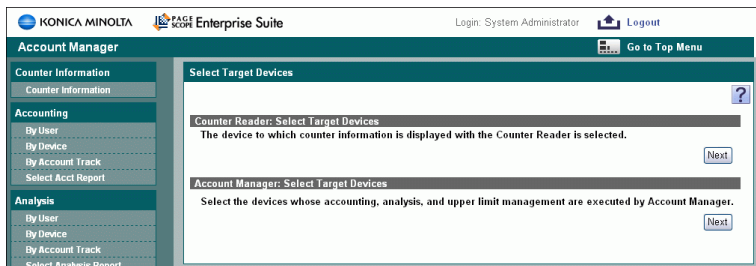 KONICA MINOLTA PAGE SCOPE Enterprise Suite Login: System Administrator Logout
Account Manager Go to Top Menu
Counter Information
Counter Information
Accounting
By User
By Device
By Account Track
Select Acct Report
Analysis
By User
By Device
By Account Track
Select Analysis Report
Select Target Devices
?
Counter Reader: Select Target Devices
The device to which counter information is displayed with the Counter Reader is selected.
Next
Account Manager: Select Target Devices
Select the devices whose accounting, analysis, and upper limit management are executed by Account Manager.
Next